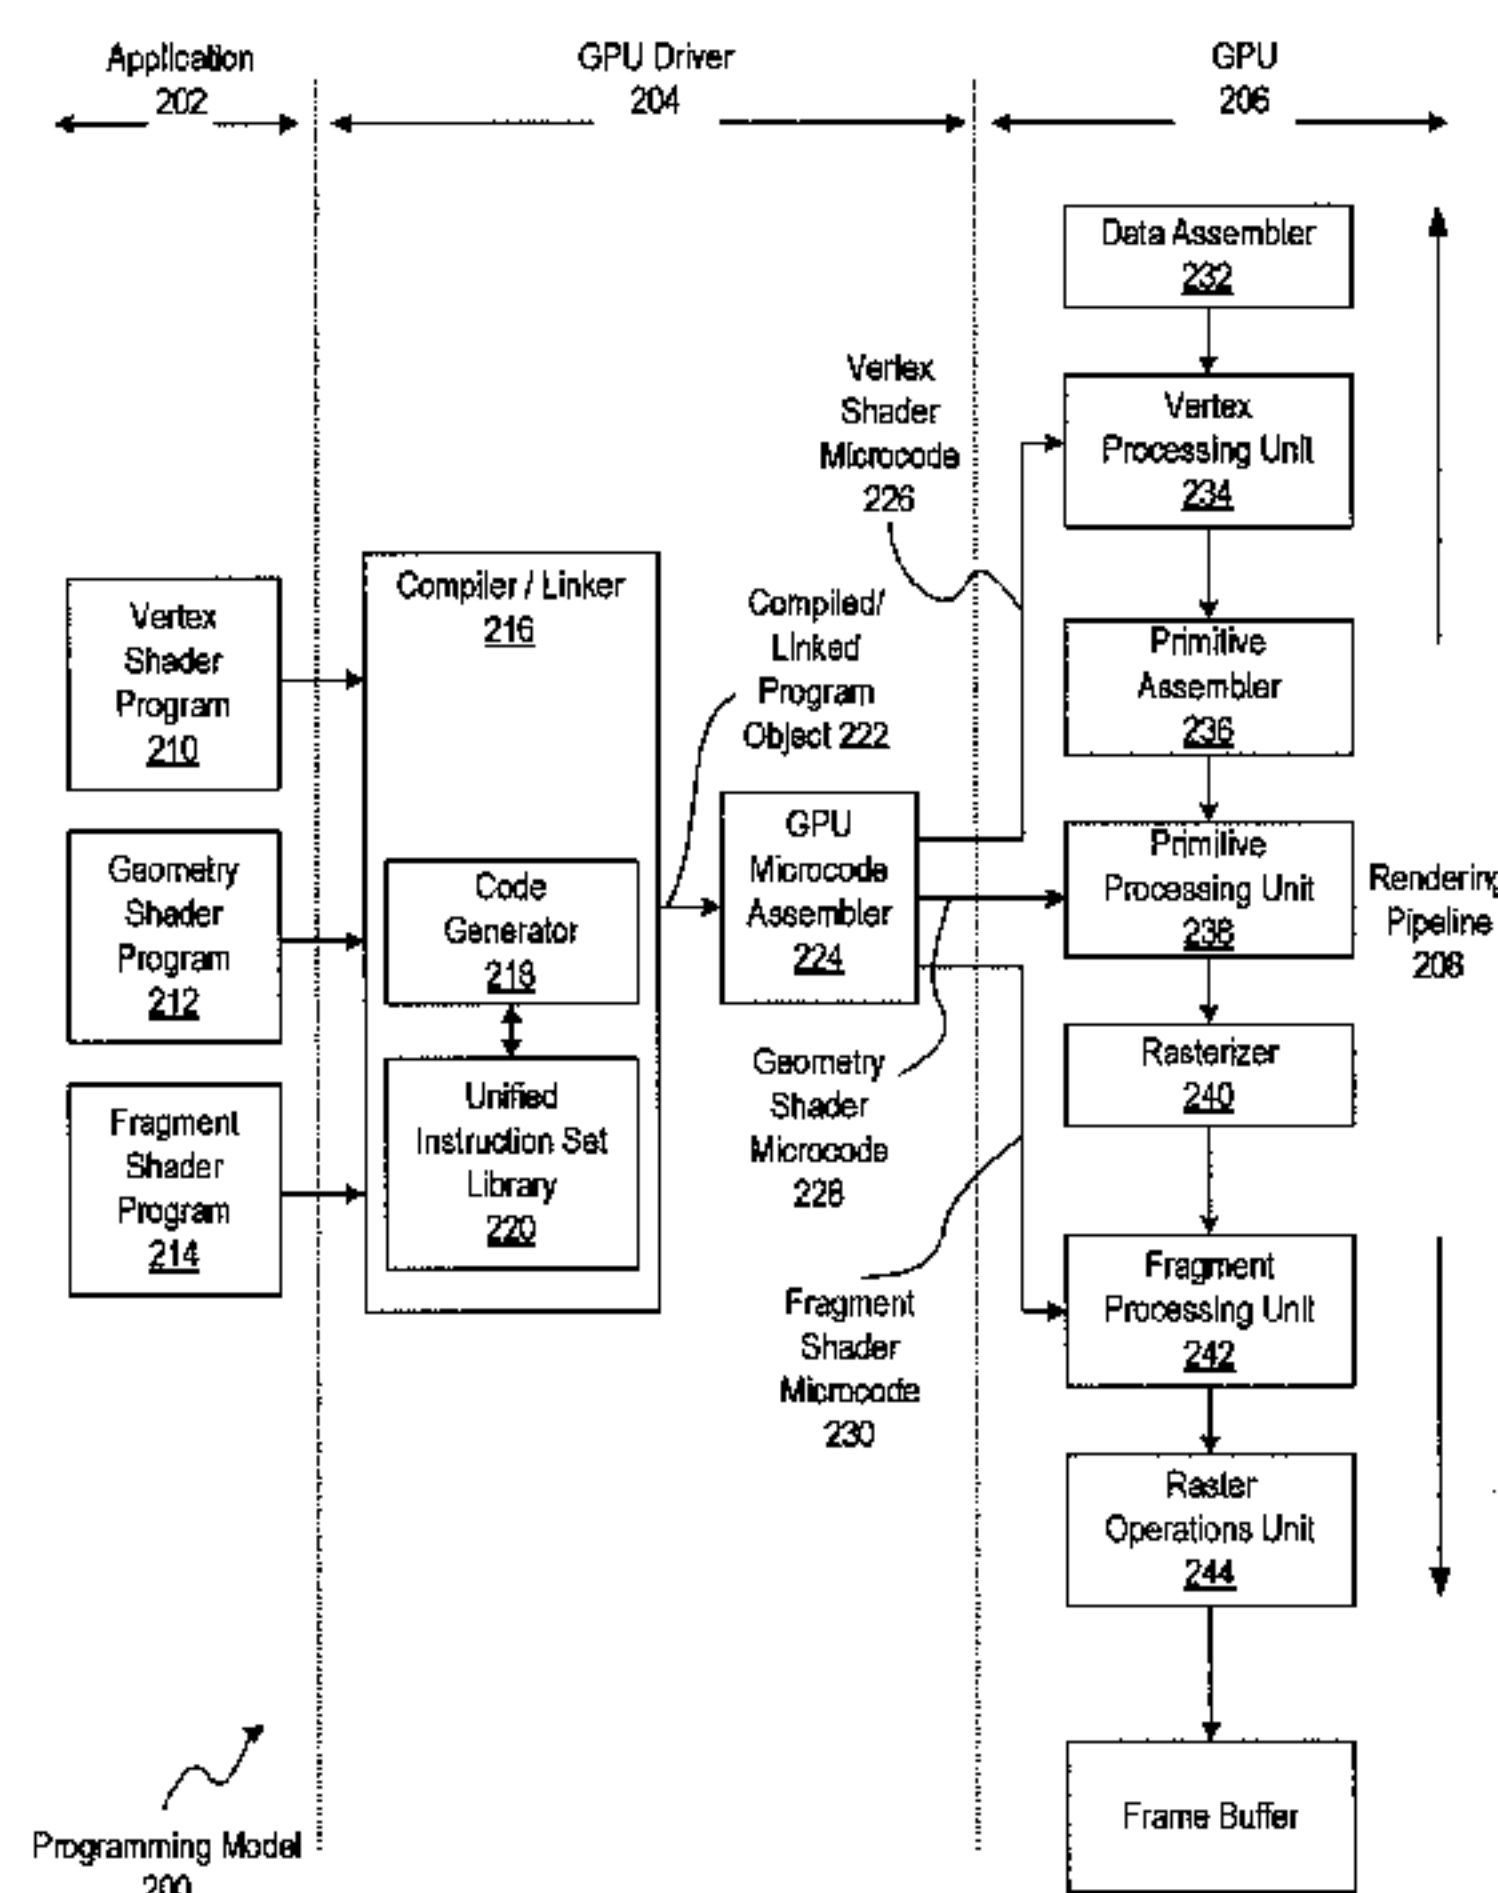 Application
202
GPU Driver
204
GPU
206
Data Assembler
232
Vertex
Shader
Microcode
226
Vertex
Processing Unit
234
Vertex
Shader
Program
210
Compiler / Linker
216
Compiled/
Linked
Program
Object 222
Primitive
Assembler
236
Geometry
Shader
Program
212
Code
Generator
218
GPU
Microcode
Assembler
224
Primitive
Processing Unit
238
Rendering
Pipeline
208
Fragment
Shader
Program
214
Unified
Instruction Set
Library
220
Geometry
Shader
Microcode
228
Rasterizer
240
Fragment
Shader
Microcode
230
Fragment
Processing Unit
242
Raster
Operations Unit
244
Programming Model
200
Frame Buffer